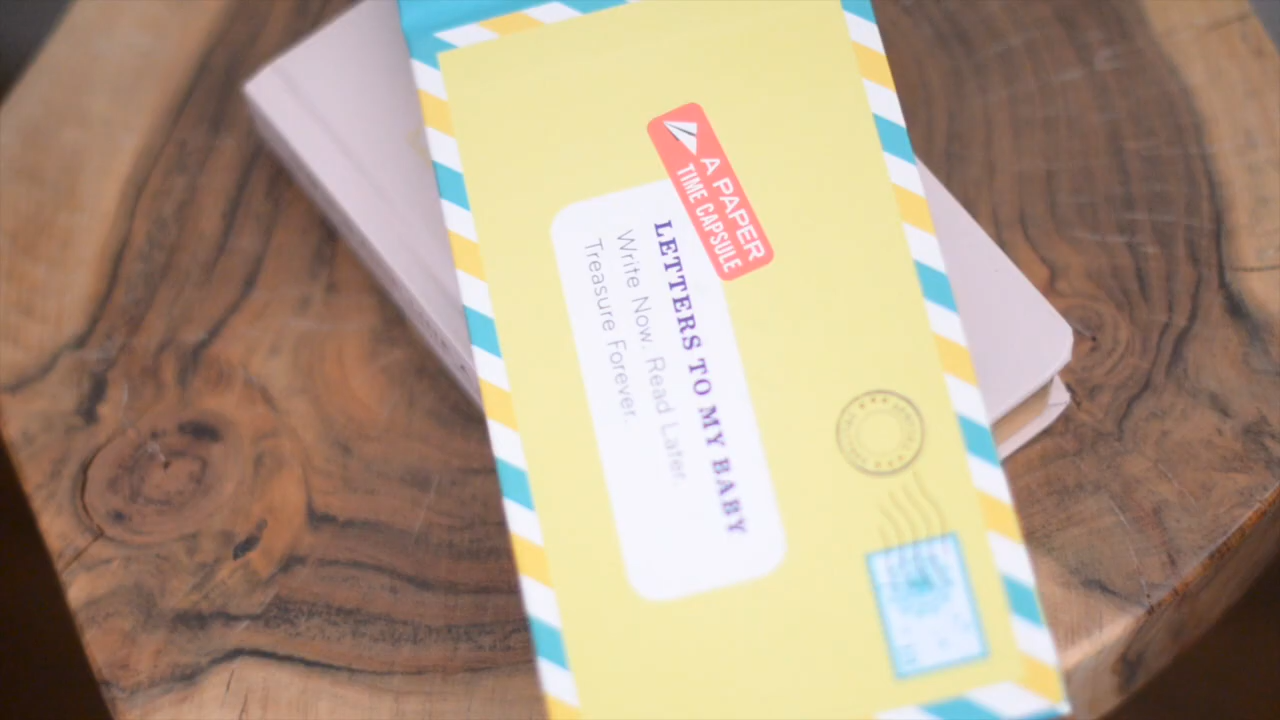 A PAPER
TIME CAPSULE
LETTERS TO MY BABY
Write Now. Read Later.
Treasure Forever.